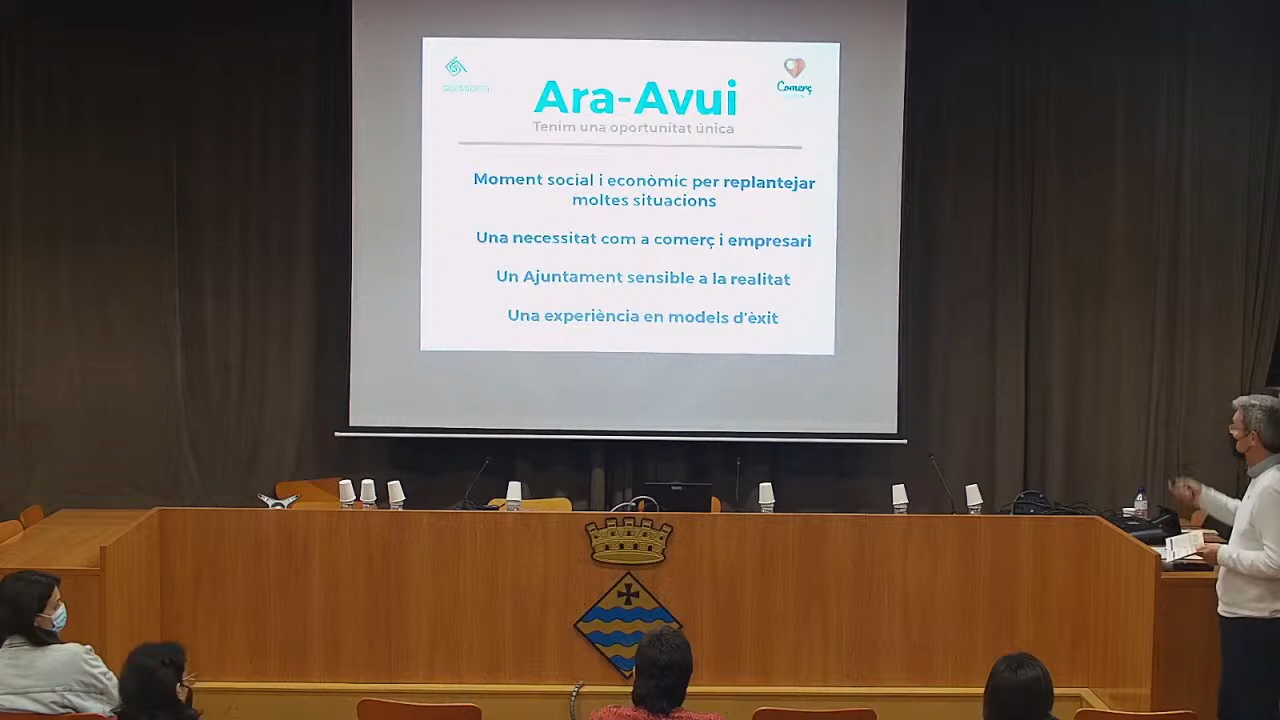 Ara-Avui
Comerç
Tenim una oportunitat única
Moment social i econòmic per replantejar
moltes situacions
Una necessitat com a comerç i empresari
Un Ajuntament sensible a la realitat
Una experiència en models d'èxit